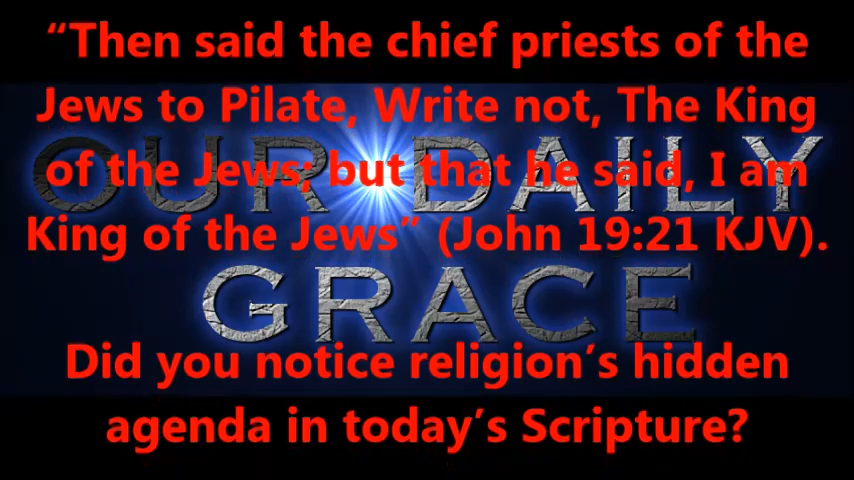 “Then said the chief priests of the
Jews to Pilate, Write not, The King
of the Jews; but that he said, I am
King of the Jews” (John 19:21 KJV).
OUR DAILY
GRACE
Did you notice religion’s hidden
agenda in today’s Scripture?